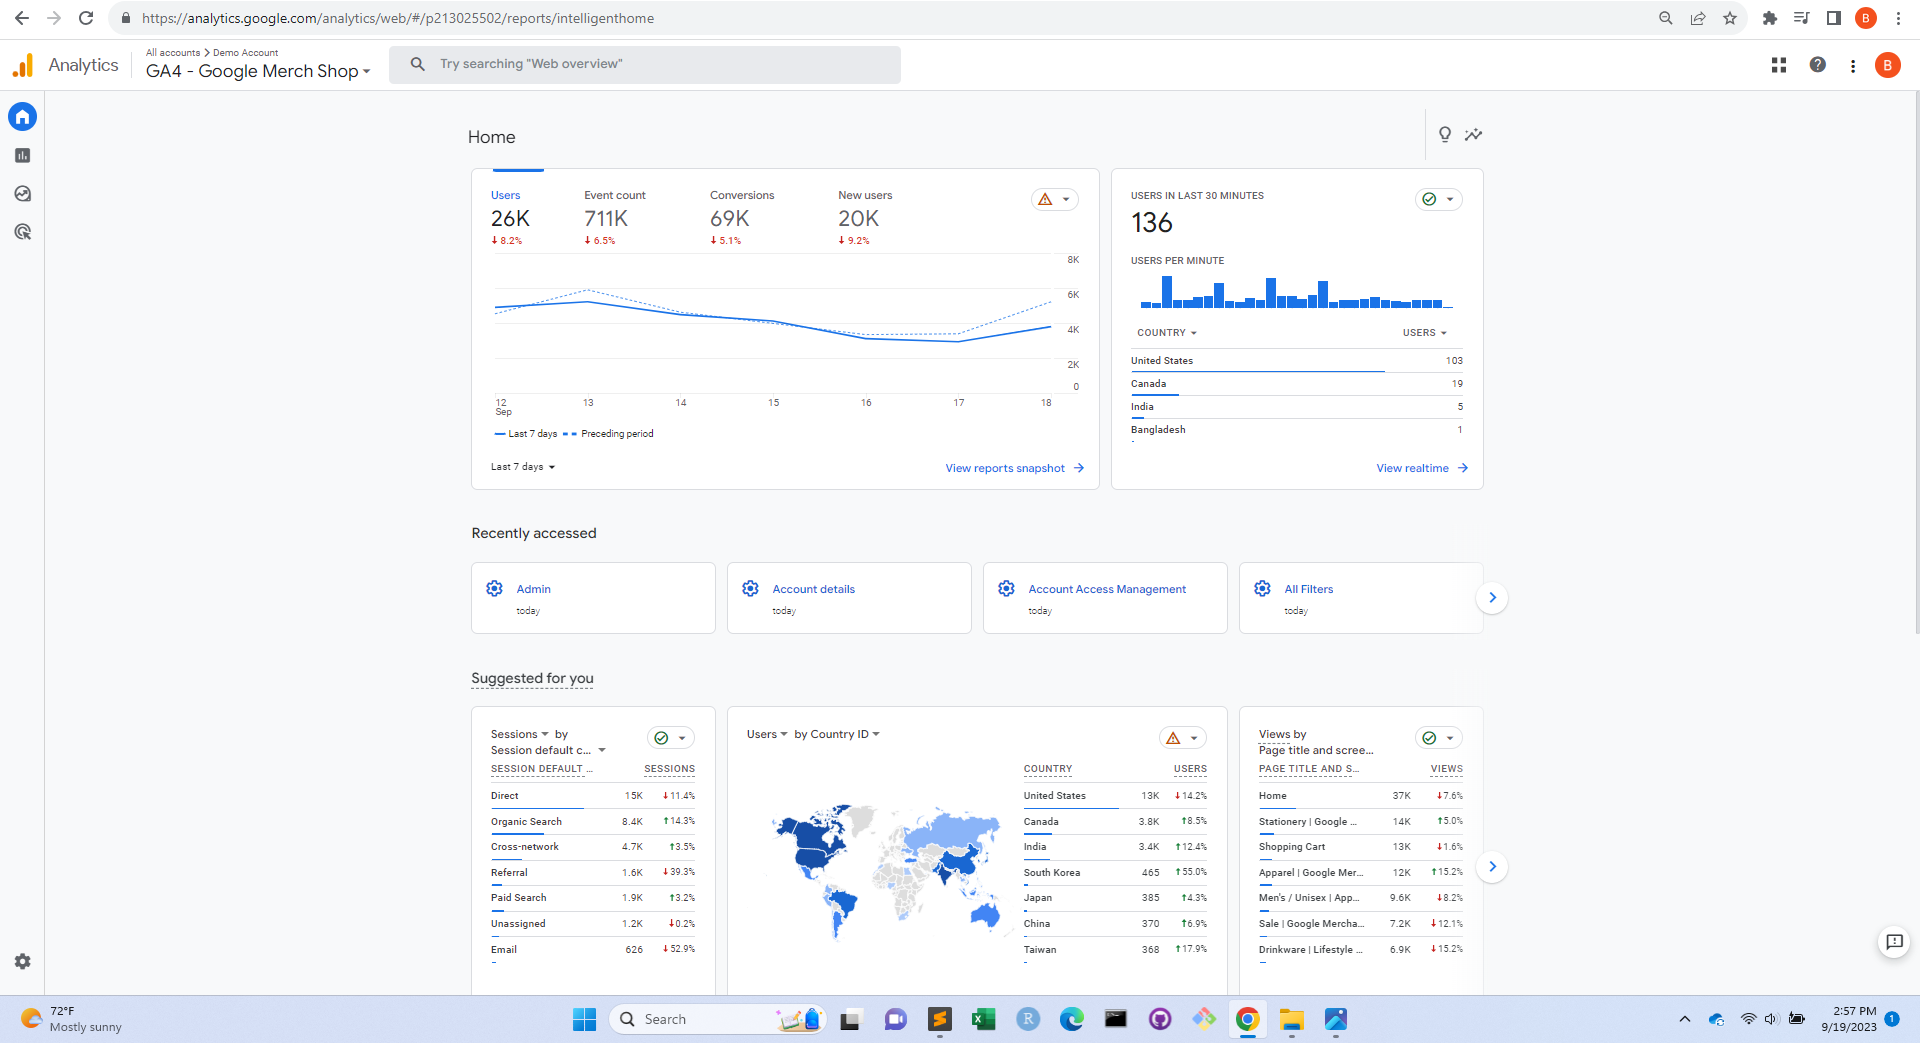 https://analytics.google.com/analytics/web/#/p213025502/reports/intelligenthome
B
Analytics
All accounts > Demo Account
GA4 - Google Merch Shop
Try searching "Web overview"
B
Home
Users
Event count
Conversions
New users
26K
711K
69K
20K
8.2%
6.5%
5.1%
9.2%
8K
6K
4K
2K
0
12
Sep
13
14
15
16
17
18
Last 7 days
Preceding period
Last 7 days
View reports snapshot
USERS IN LAST 30 MINUTES
136
USERS PER MINUTE
COUNTRY
USERS
United States 103
Canada 19
India 5
Bangladesh 1
View realtime
Recently accessed
Admin
today
Account details
today
Account Access Management
today
All Filters
today
Suggested for you
Sessions by
Session default c...
SESSION DEFAULT ... SESSIONS
Direct 15K 11.4%
Organic Search 8.4K 14.3%
Cross-network 4.7K 3.5%
Referral 1.6K 39.3%
Paid Search 1.9K 3.2%
Unassigned 1.2K 0.2%
Email 626 52.9%
Users by Country ID
COUNTRY USERS
United States 13K 14.2%
Canada 3.8K 8.5%
India 3.4K 12.4%
South Korea 465 55.0%
Japan 385 4.3%
China 370 6.9%
Taiwan 368 17.9%
Views by
Page title and scree...
PAGE TITLE AND S... VIEWS
Home 37K 7.6%
Stationery | Google ... 14K 5.0%
Shopping Cart 13K 1.6%
Apparel | Google Mer... 12K 15.2%
Men's / Unisex | App... 9.6K 8.2%
Sale | Google Mercha... 7.2K 12.1%
Drinkware | Lifestyle ... 6.9K 15.2%
72°F
Mostly sunny
Search
R
2:57 PM
9/19/2023
1